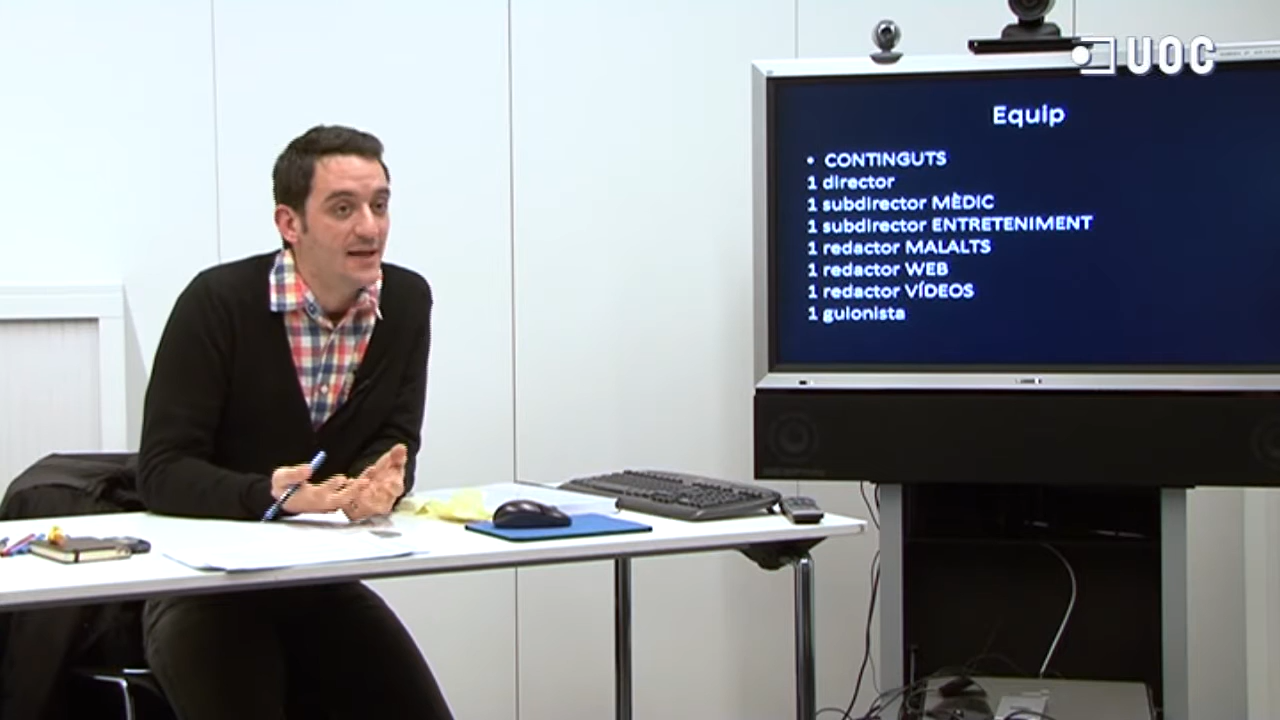 UOC
Equip
• CONTINGUTS
1 director
1 subdirector MÈDIC
1 subdirector ENTRETENIMENT
1 redactor MALALTS
1 redactor WEB
1 redactor VÍDEOS
1 guionista